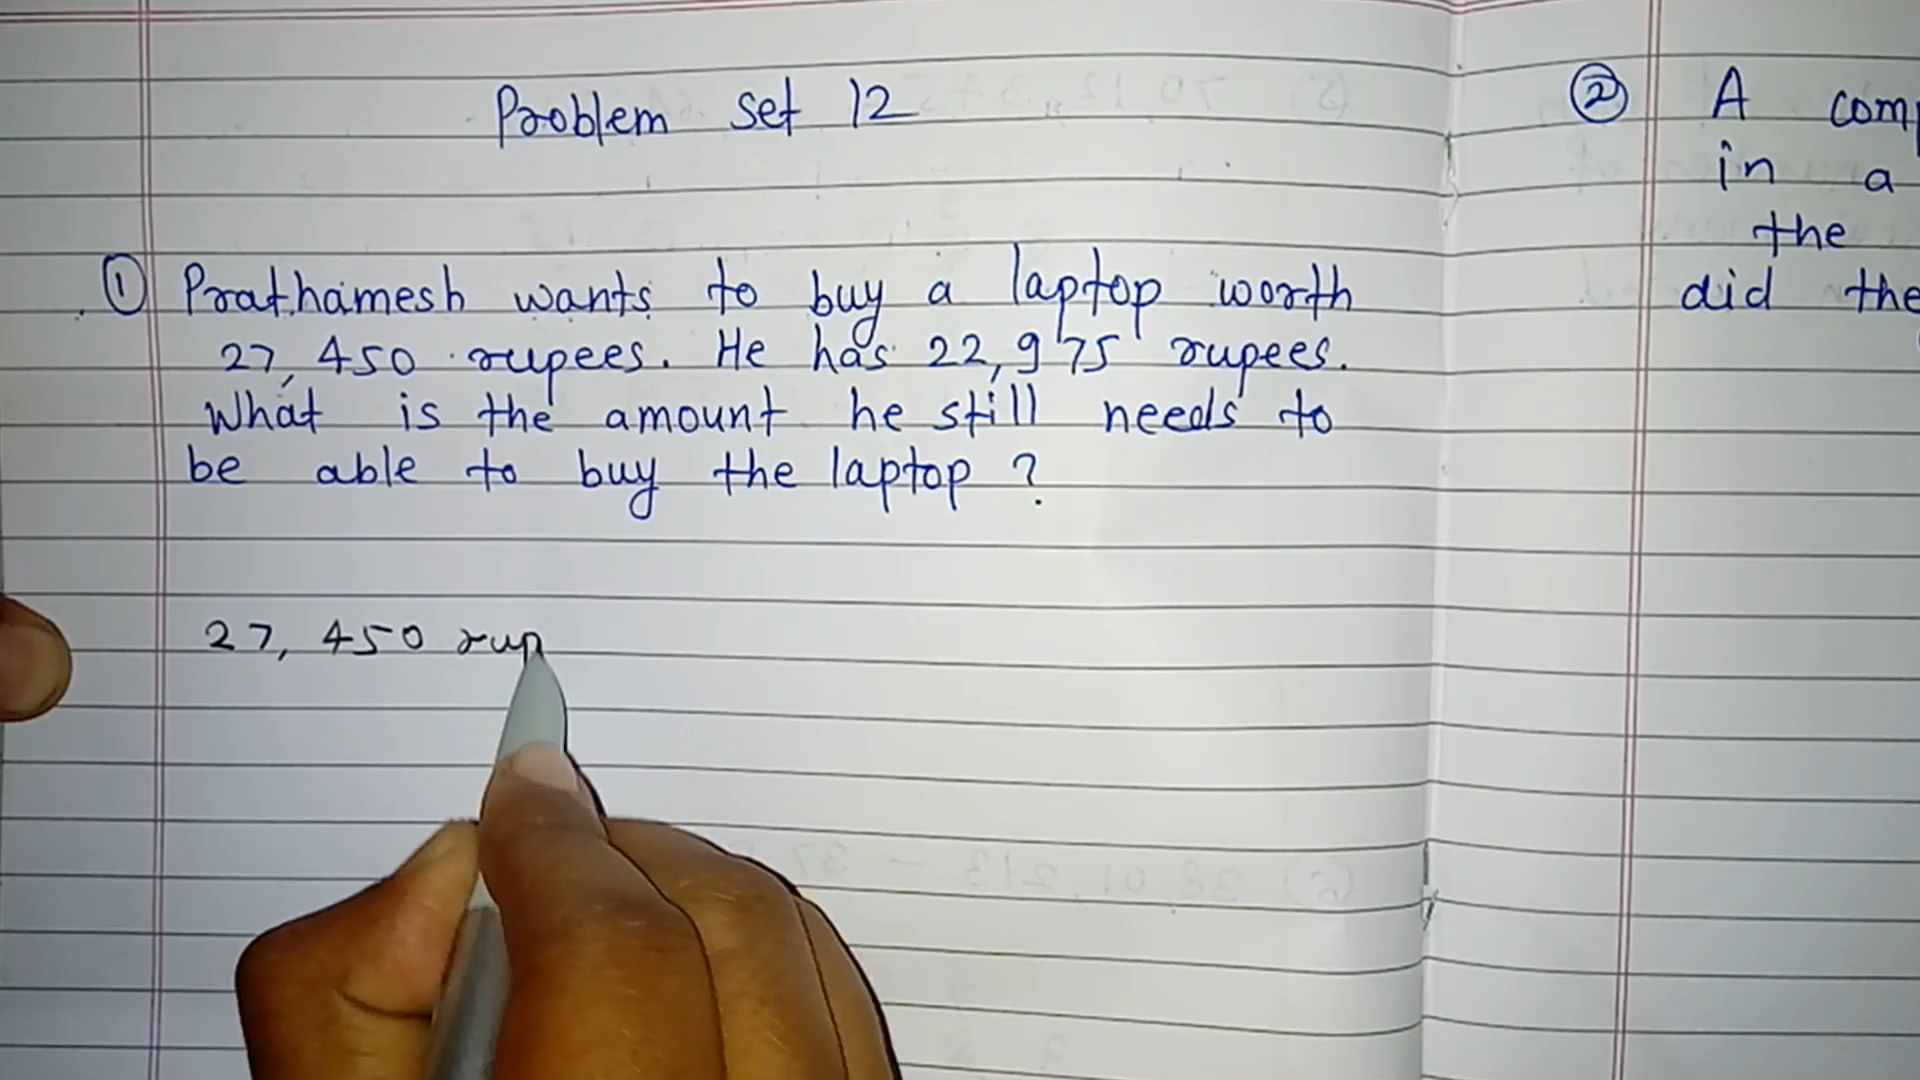 Problem set 12
① Prathamesh wants to buy a laptop worth
27,450 rupees. He has 22,975 rupees.
What is the amount he still needs to
be able to buy the laptop ?
27,450 rup
② A
in a
the
did the